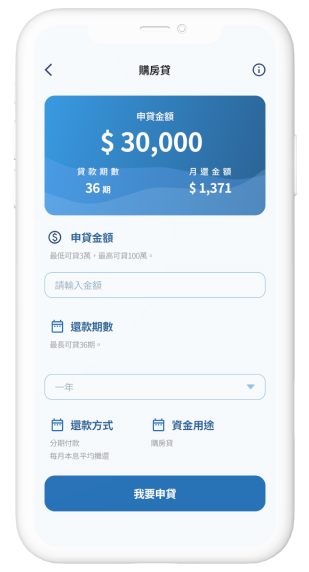 購房貸
申貸金額
$ 30,000
貸款期數 月還金額
36 期 $ 1,371
申貸金額
最低可貸3萬，最高可貸100萬。
請輸入金額
還款期數
最長可貸36期。
一年
還款方式 資金用途
分期付款 購房貸
每月本息平均攤還
我要申貸